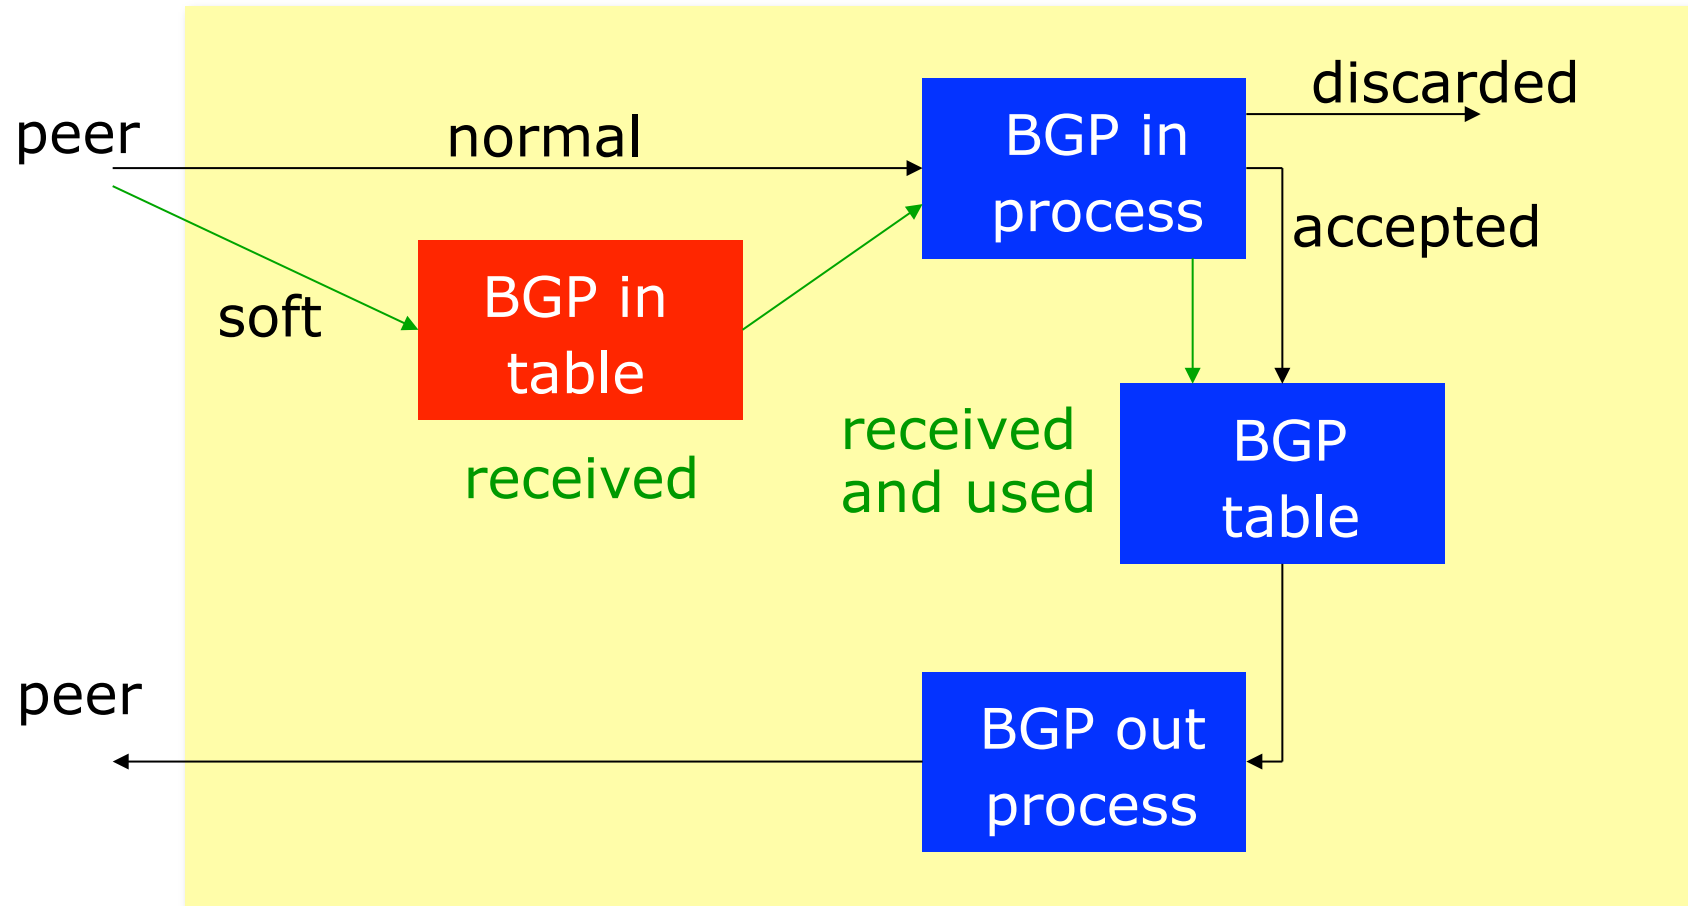 peer
normal
BGP in
process
discarded
accepted
soft
BGP in
table
received
received
and used
BGP
table
peer
BGP out
process